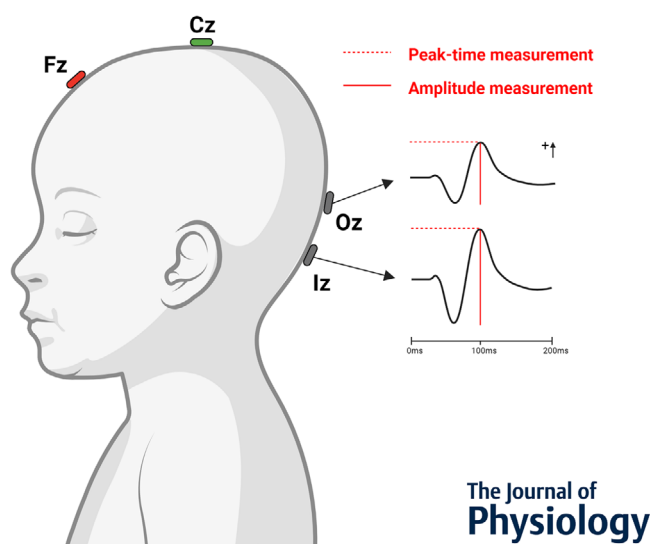 Cz
Fz
Peak-time measurement
Amplitude measurement
+
Oz
Iz
0ms 100ms 200ms
The Journal of
Physiology